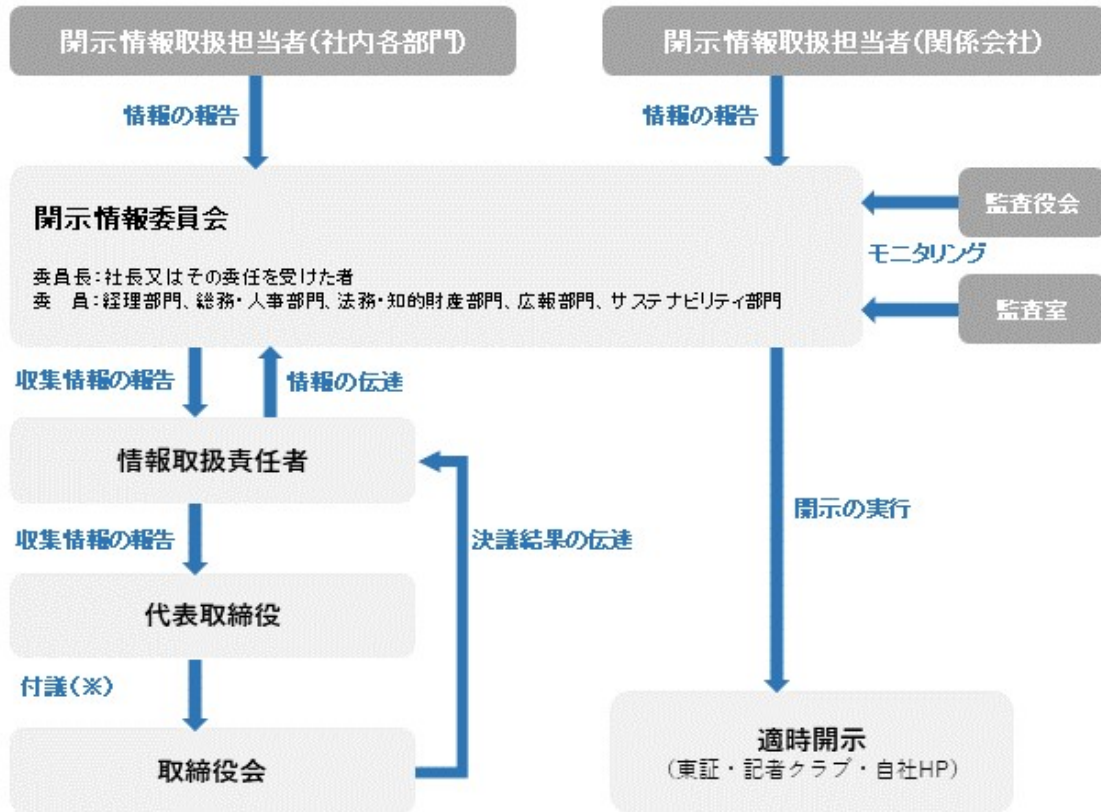 開示情報取扱担当者(社内各部門)
開示情報取扱担当者(関係会社)
情報の報告
情報の報告
開示情報委員会
委員長:社長又はその委任を受けた者
委　員:経理部門、総務・人事部門、法務・知的財産部門、広報部門、サステナビリティ部門
監査役会
モニタリング
監査室
収集情報の報告
情報の伝達
情報取扱責任者
収集情報の報告
決議結果の伝達
開示の実行
代表取締役
付議(※)
取締役会
適時開示
(東証・記者クラブ・自社HP)